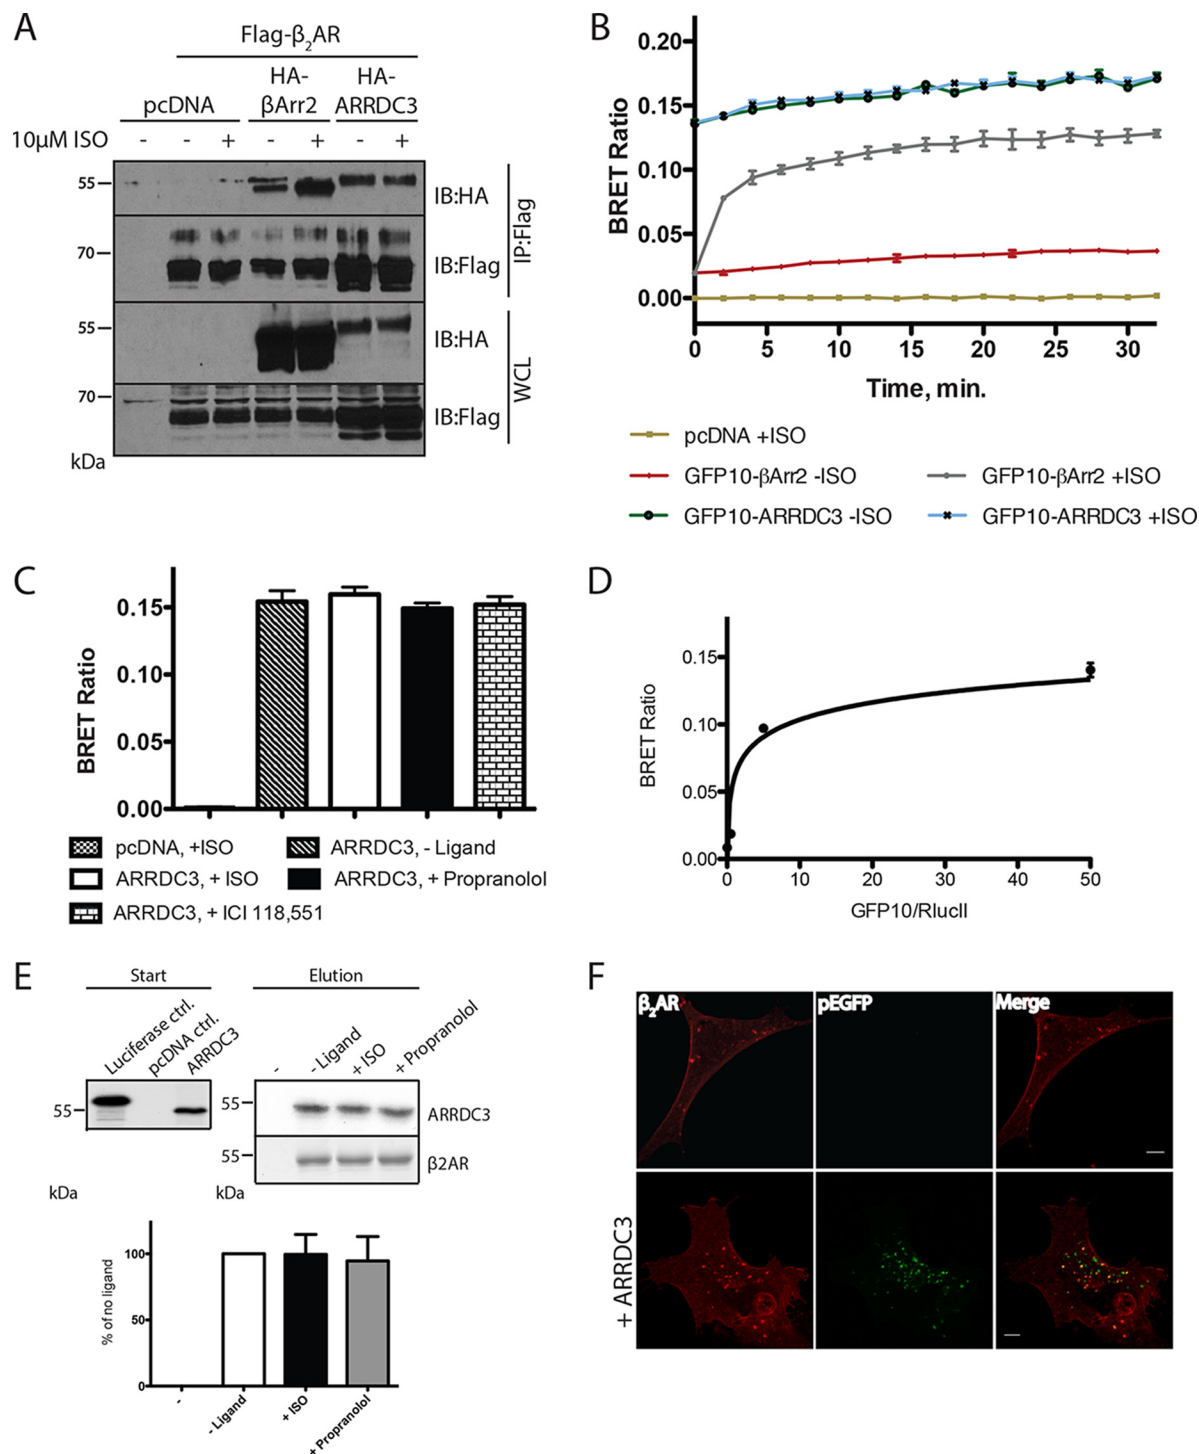 A
Flag-β₂AR
HA-
βArr2
HA-
ARRDC3
pcDNA
10µM ISO - - + - + - +
55
IB:HA
70
IB:Flag
IP:Flag
55
IB:HA
70
IB:Flag
WCL
kDa
B
BRET Ratio
0.20
0.15
0.10
0.05
0.00
0 5 10 15 20 25 30
Time, min.
pcDNA +ISO
GFP10-βArr2 -ISO
GFP10-βArr2 +ISO
GFP10-ARRDC3 -ISO
GFP10-ARRDC3 +ISO
C
BRET Ratio
0.15
0.10
0.05
0.00
pcDNA, +ISO
ARRDC3, - Ligand
ARRDC3, + ISO
ARRDC3, + Propranolol
ARRDC3, + ICI 118,551
D
BRET Ratio
0.15
0.10
0.05
0.00
0 10 20 30 40 50
GFP10/RlucII
E
Start
Elution
Luciferase ctrl.
pcDNA ctrl.
ARRDC3
-
- Ligand
+ ISO
+ Propranolol
55
55
ARRDC3
55
β2AR
kDa
kDa
% of no ligand
100
50
0
-
- Ligand
+ ISO
+ Propranolol
F
β₂AR
pEGFP
Merge
+ ARRDC3